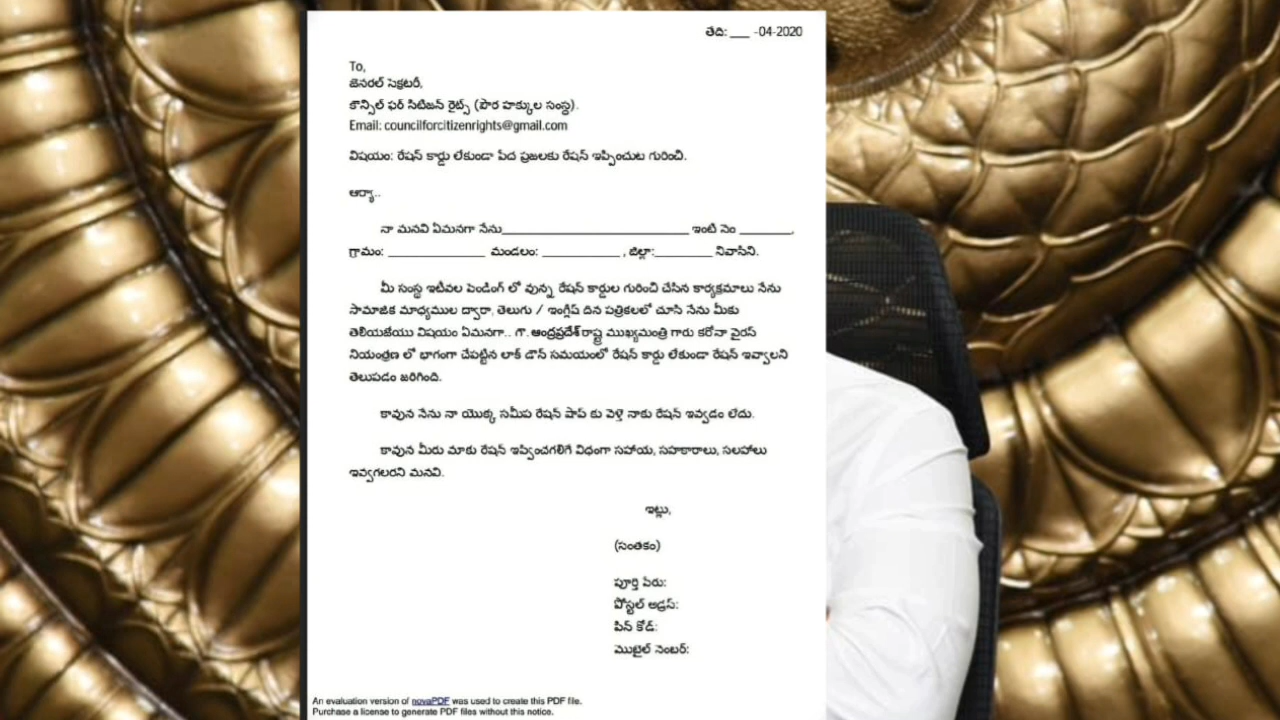 తేది: ___ -04-2020
To,
జెనరల్ సెక్రటరీ,
కౌన్సిల్ ఫర్ సిటిజన్ రైట్స్ (పౌర హక్కుల సంస్థ).
Email: councilforcitizenrights@gmail.com
విషయం: రేషన్ కార్డు లేకుండా పేద ప్రజలకు రేషన్ ఇప్పించుట గురించి.
ఆర్యా..
నా మనవి ఏమనగా నేను_________________________ ఇంటి నెం _______,
గ్రామం: _____________ మండలం: __________ , జిల్లా:________ నివాసిని.
మీ సంస్థ ఇటీవల పెండింగ్ లో వున్న రేషన్ కార్డుల గురించి చేసిన కార్యక్రమాలు నేను
సామాజిక మాధ్యముల ద్వారా, తెలుగు / ఇంగ్లీష్ దిన పత్రికలలో చూసి నేను మీకు
తెలియజేయు విషయం ఏమనగా.. గౌ. ఆంధ్రప్రదేశ్ రాష్ట్ర ముఖ్యమంత్రి గారు కరోనా వైరస్
నియంత్రణ లో భాగంగా చేపట్టిన లాక్ డౌన్ సమయంలో రేషన్ కార్డు లేకుండా రేషన్ ఇవ్వాలని
తెలుపడం జరిగింది.
కావున నేను నా యొక్క సమీప రేషన్ షాప్ కు వెళ్తె నాకు రేషన్ ఇవ్వడం లేదు.
కావున మీరు మాకు రేషన్ ఇప్పించగలిగే విధంగా సహాయ, సహకారాలు, సలహాలు
ఇవ్వగలరని మనవి.
ఇట్లు,
(సంతకం)
పూర్తి పేరు:
పోస్టల్ అడ్రస్:
పిన్ కోడ్:
మొబైల్ నెంబర్:
An evaluation version of novaPDF was used to create this PDF file.
Purchase a license to generate PDF files without this notice.